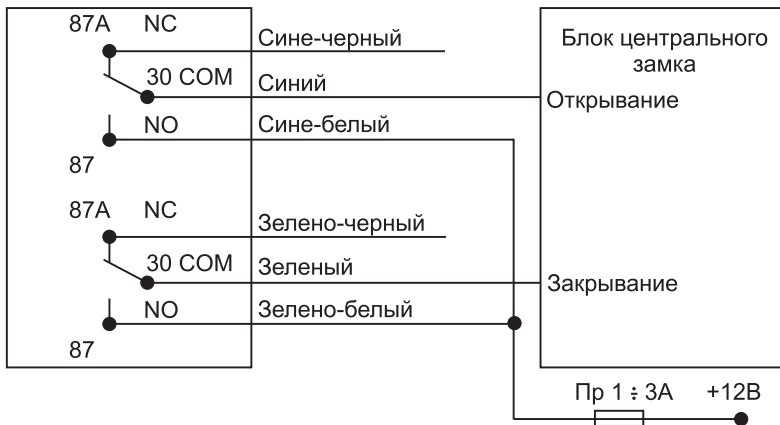 87A NC
Сине-черный
30 COM
Синий
NO
Сине-белый
87
87A NC
Зелено-черный
30 COM
Зеленый
NO
Зелено-белый
87
Блок центрального
замка
Открывание
Закрывание
Пр 1 ÷ 3А
+12В